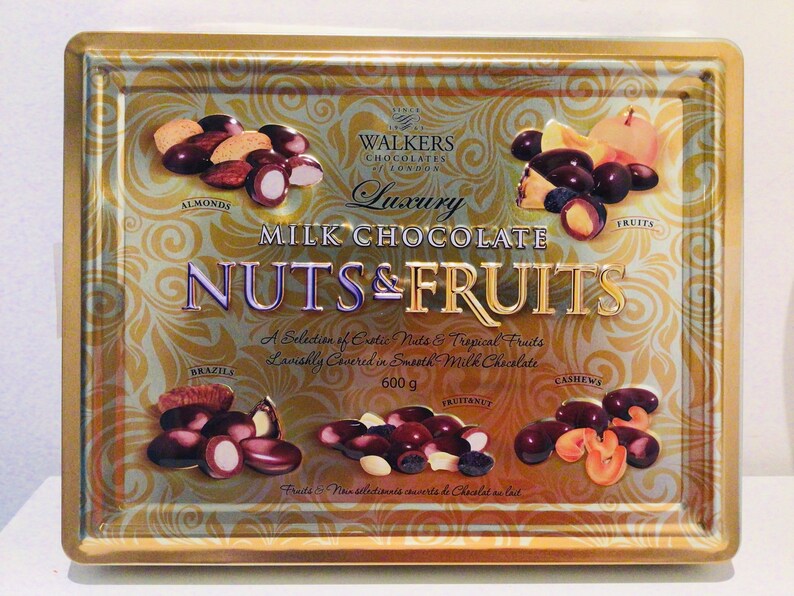 SINCE
1963
WALKERS
CHOCOLATES
of LONDON
Luxury
MILK CHOCOLATE
NUTS & FRUITS
A Selection of Exotic Nuts & Tropical Fruits
Lavishly Covered in Smooth Milk Chocolate
600 g
ALMONDS
FRUITS
BRAZILS
FRUIT&NUT
CASHEWS
Fruits & Noix sélectionnés couverts de Chocolat au lait